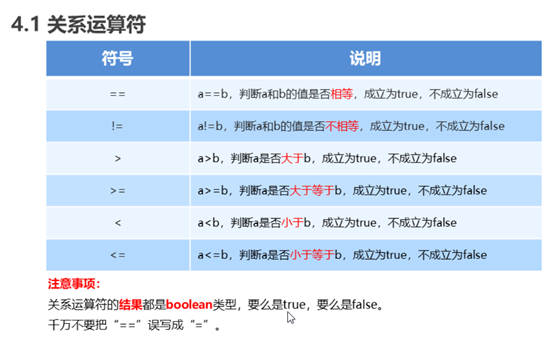 4.1 关系运算符
符号 说明
== a==b，判断a和b的值是否相等，成立为true，不成立为false
!= a!=b，判断a和b的值是否不相等，成立为true，不成立为false
> a>b，判断a是否大于b，成立为true，不成立为false
>= a>=b，判断a是否大于等于b，成立为true，不成立为false
< a<b，判断a是否小于b，成立为true，不成立为false
<= a<=b，判断a是否小于等于b，成立为true，不成立为false
注意事项：
关系运算符的结果都是boolean类型，要么是true，要么是false。
千万不要把“==”误写成“=”。